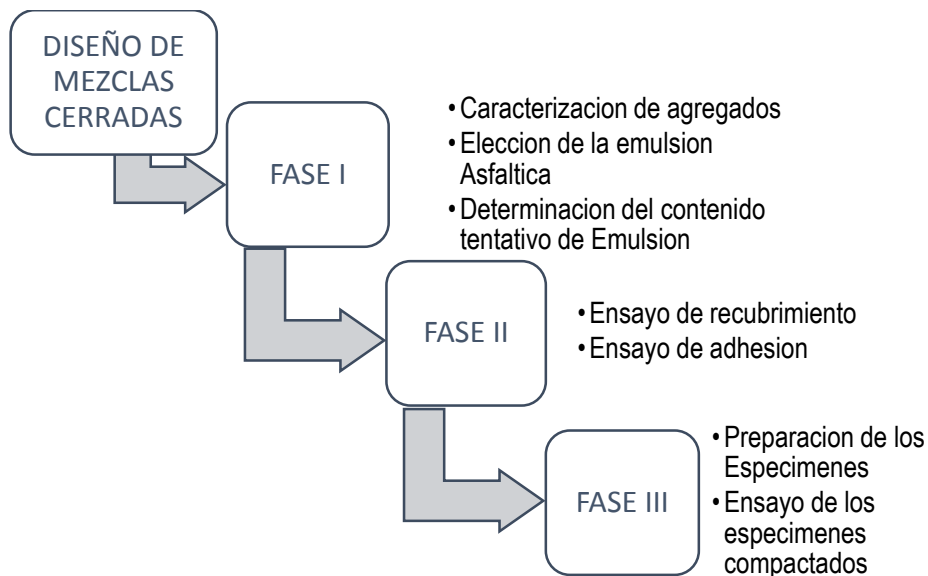 DISEÑO DE
MEZCLAS
CERRADAS
FASE I
•Caracterizacion de agregados
•Eleccion de la emulsion
Asfaltica
•Determinacion del contenido
tentativo de Emulsion
FASE II
•Ensayo de recubrimiento
•Ensayo de adhesion
FASE III
•Preparacion de los
Especimenes
•Ensayo de los
especimenes
compactados